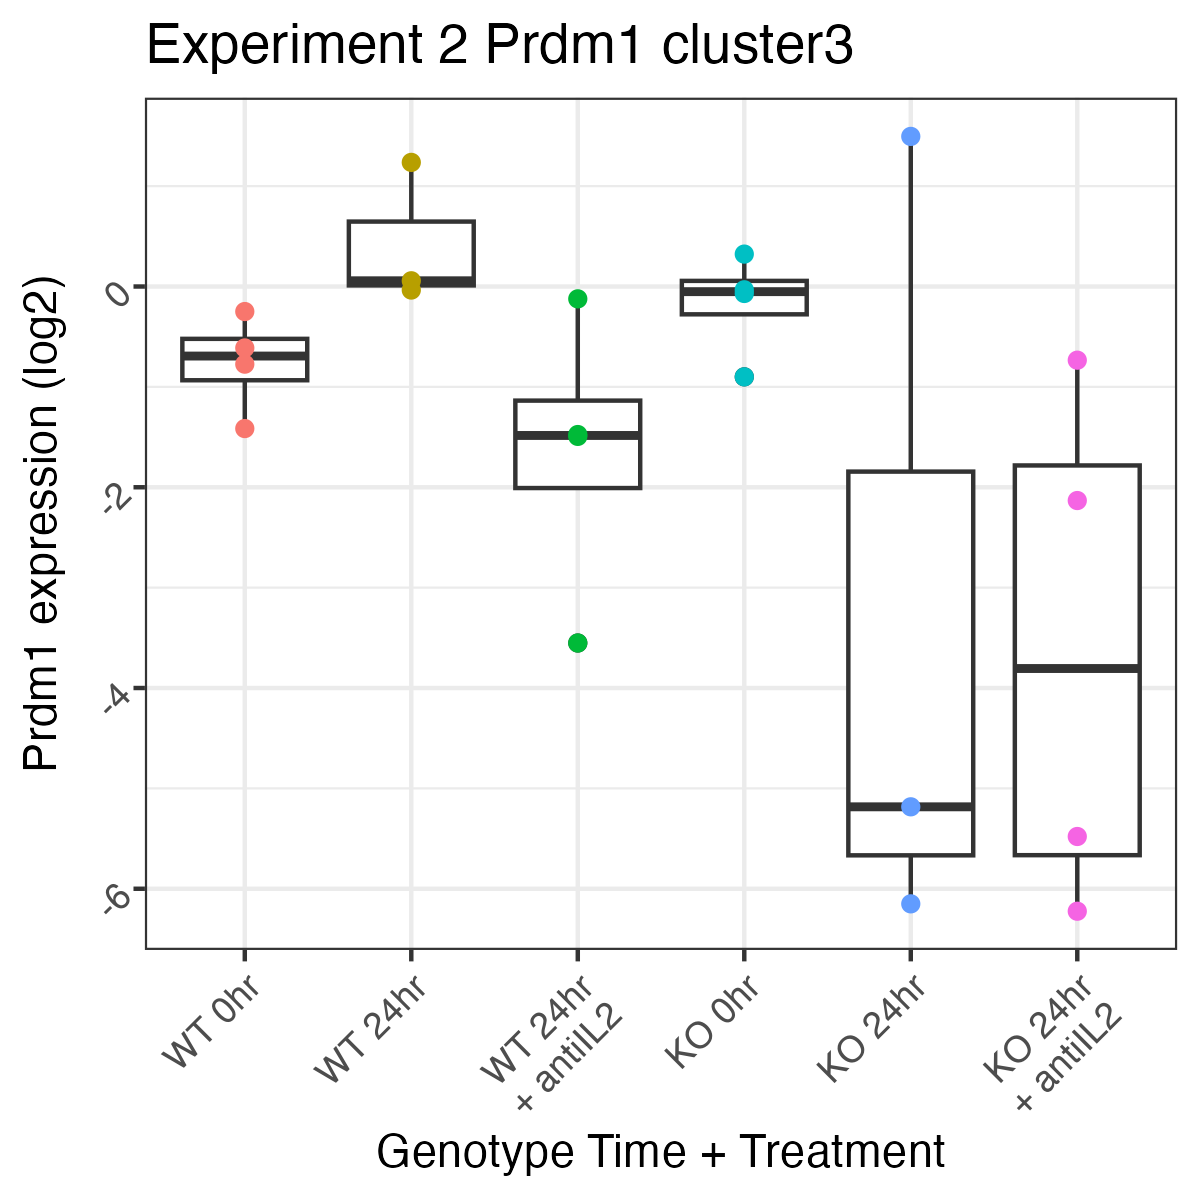 Experiment 2 Prdm1 cluster3
Prdm1 expression (log2)
0
-2
-4
-6
WT 0hr
WT 24hr
WT 24hr
+ antiIL2
KO 0hr
KO 24hr
KO 24hr
+ antiIL2
Genotype Time + Treatment